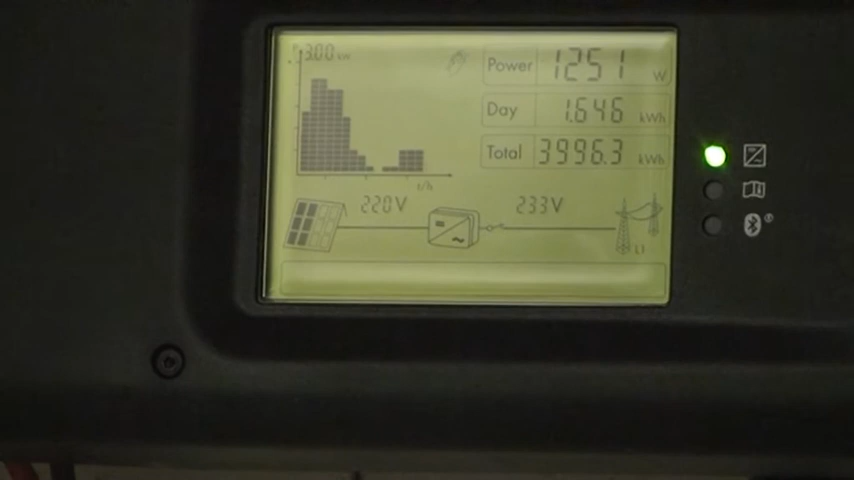 P 3.00 kW
Power 1251 W
Day 1.646 kWh
Total 3996.3 kWh
t/h
220V 233V
L1